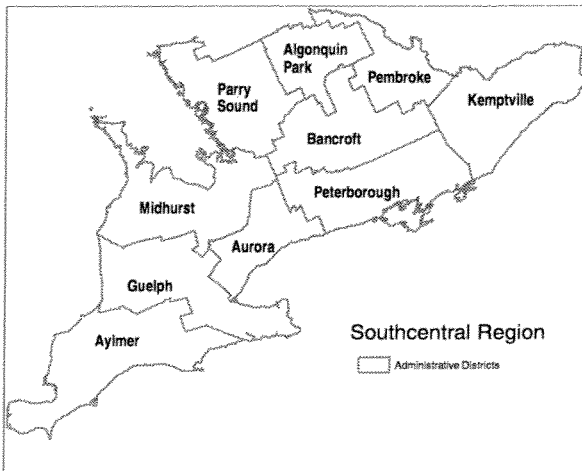 Algonquin
Park
Pembroke
Parry
Sound
Kemptville
Bancroft
Peterborough
Midhurst
Aurora
Guelph
Aylmer
Southcentral Region
Administrative Districts